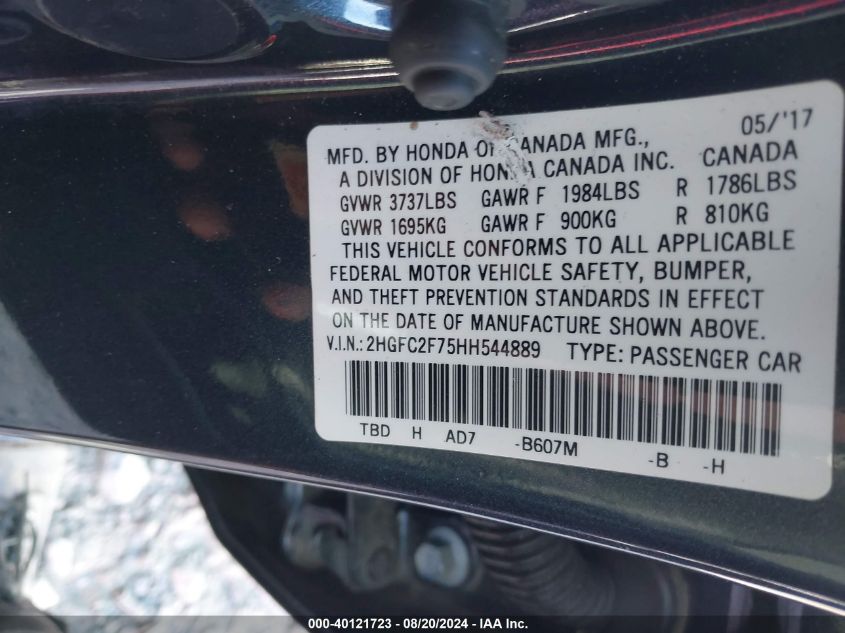 05/'17
MFD. BY HONDA OF CANADA MFG.,
A DIVISION OF HONDA CANADA INC. CANADA
GVWR 3737LBS GAWR F 1984LBS R 1786LBS
GVWR 1695KG GAWR F 900KG R 810KG
THIS VEHICLE CONFORMS TO ALL APPLICABLE
FEDERAL MOTOR VEHICLE SAFETY, BUMPER,
AND THEFT PREVENTION STANDARDS IN EFFECT
ON THE DATE OF MANUFACTURE SHOWN ABOVE.
V.I.N.: 2HGFC2F75HH544889 TYPE: PASSENGER CAR
TBD H AD7 -B607M -B -H
000-40121723 - 08/20/2024 - IAA Inc.